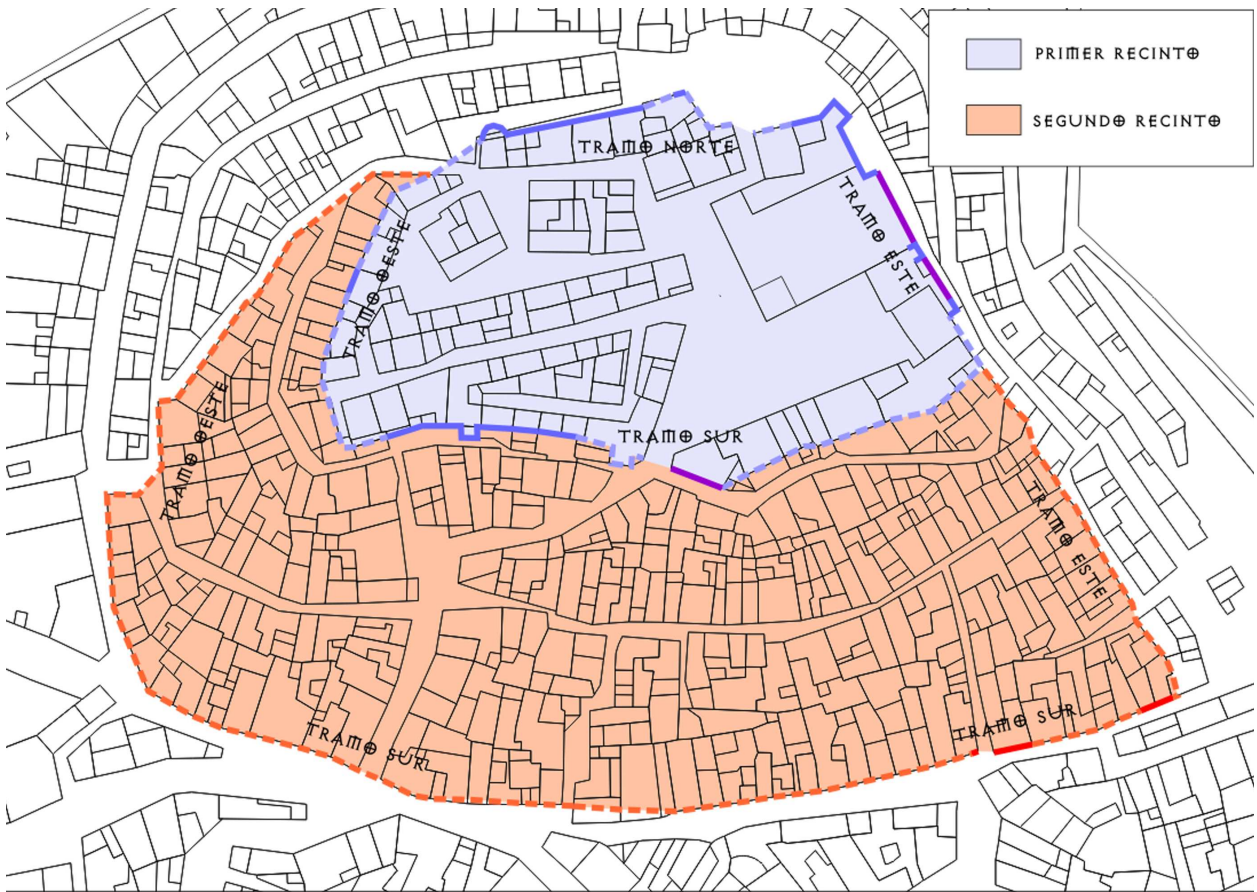 PRIMER RECINTO
SEGUNDO RECINTO
TRAMO NORTE
TRAMO ESTE
TRAMO OESTE
TRAMO SUR
TRAMO OESTE
TRAMO ESTE
TRAMO SUR
TRAMO SUR